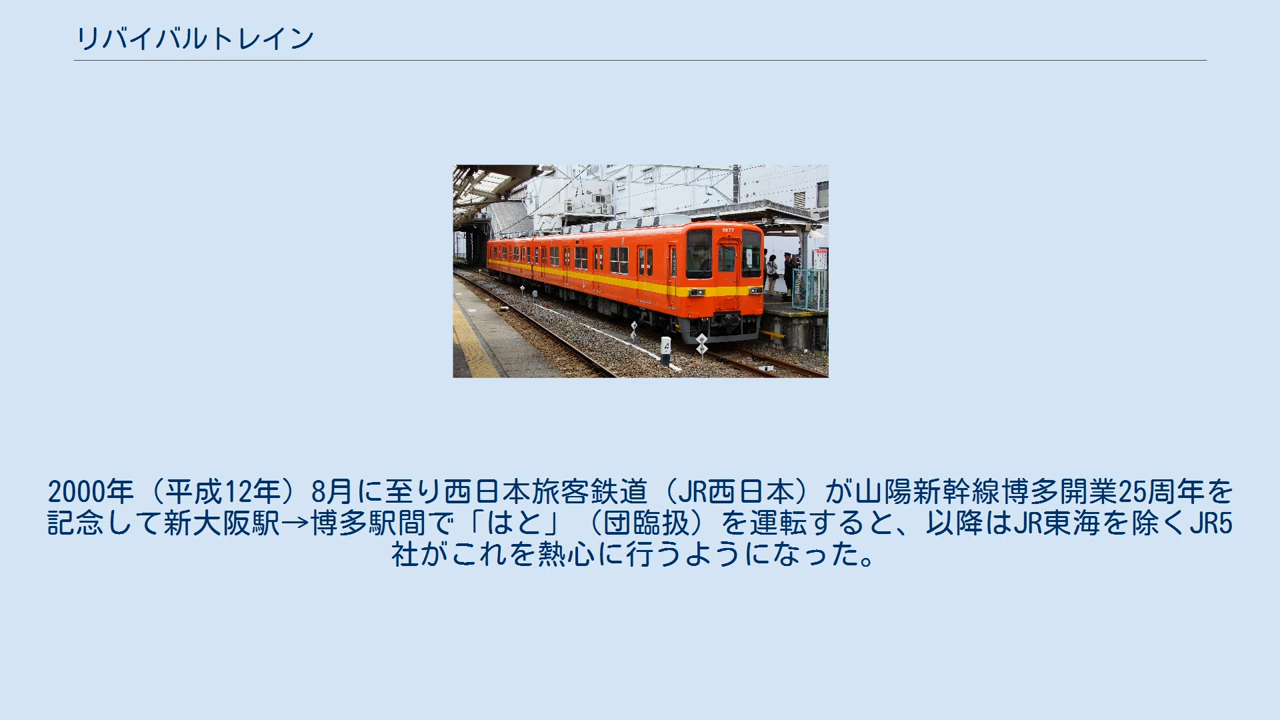 リバイバルトレイン
2000年（平成12年）8月に至り西日本旅客鉄道（JR西日本）が山陽新幹線博多開業25周年を
記念して新大阪駅→博多駅間で「はと」（団臨扱）を運転すると、以降はJR東海を除くJR5
社がこれを熱心に行うようになった。